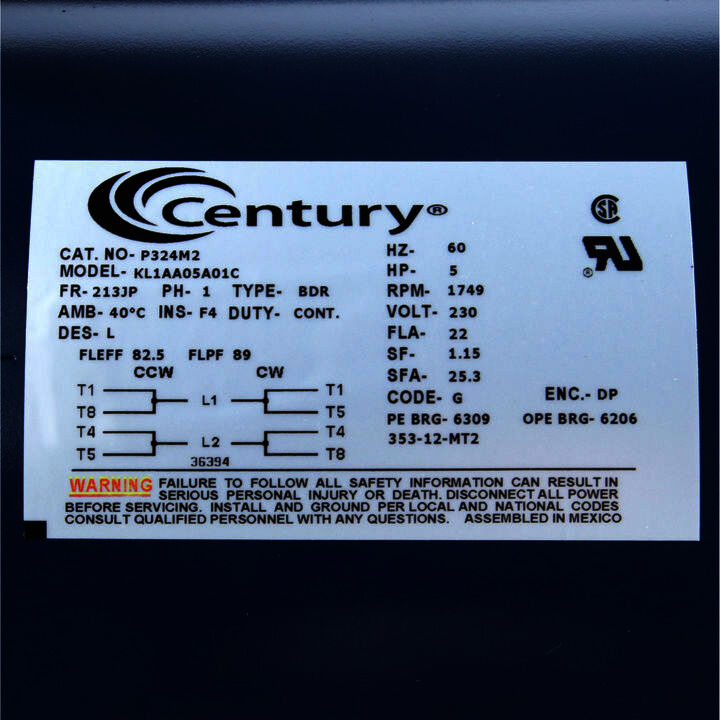 Century®
CAT. NO- P324M2
MODEL- KL1AA05A01C
FR- 213JP PH- 1 TYPE- BDR
AMB- 40°C INS- F4 DUTY- CONT.
DES- L
FLEFF 82.5 FLPF 89
CCW CW
T1 L1 T1
T8 T5
T4 L2 T4
T5 T8
36394
HZ- 60
HP- 5
RPM- 1749
VOLT- 230
FLA- 22
SF- 1.15
SFA- 25.3
CODE- G ENC.- DP
PE BRG- 6309 OPE BRG- 6206
353-12-MT2
SA
RU®
WARNING FAILURE TO FOLLOW ALL SAFETY INFORMATION CAN RESULT IN
SERIOUS PERSONAL INJURY OR DEATH. DISCONNECT ALL POWER
BEFORE SERVICING. INSTALL AND GROUND PER LOCAL AND NATIONAL CODES
CONSULT QUALIFIED PERSONNEL WITH ANY QUESTIONS. ASSEMBLED IN MEXICO